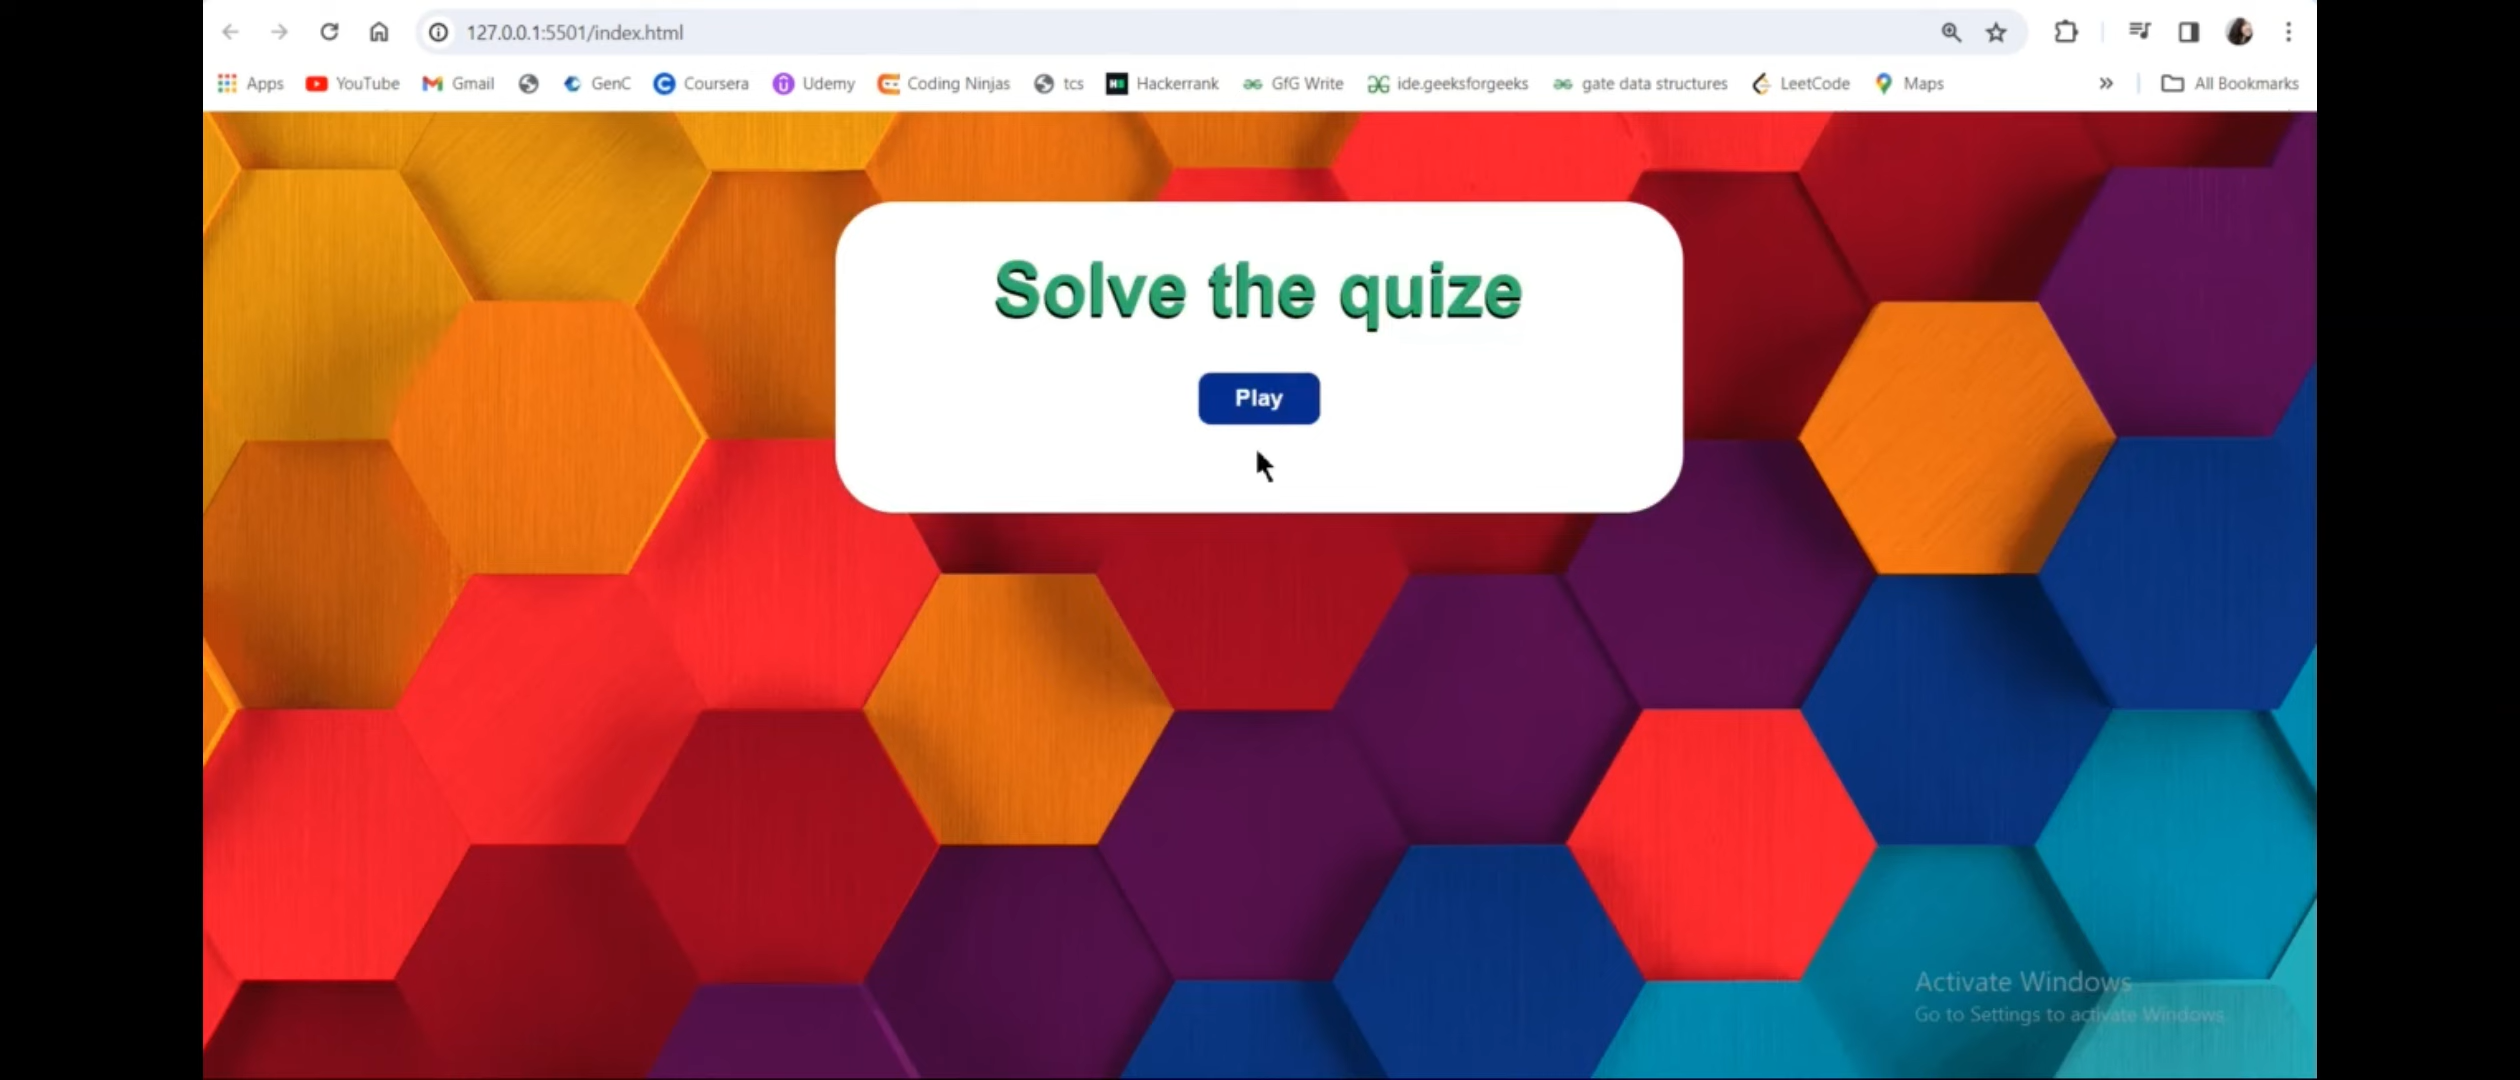 127.0.0.1:5501/index.html
Apps YouTube Gmail GenC Coursera Udemy Coding Ninjas tcs Hackerrank GfG Write ide.geeksforgeeks gate data structures LeetCode Maps » All Bookmarks
Solve the quize
Play
Activate Windows
Go to Settings to activate Windows